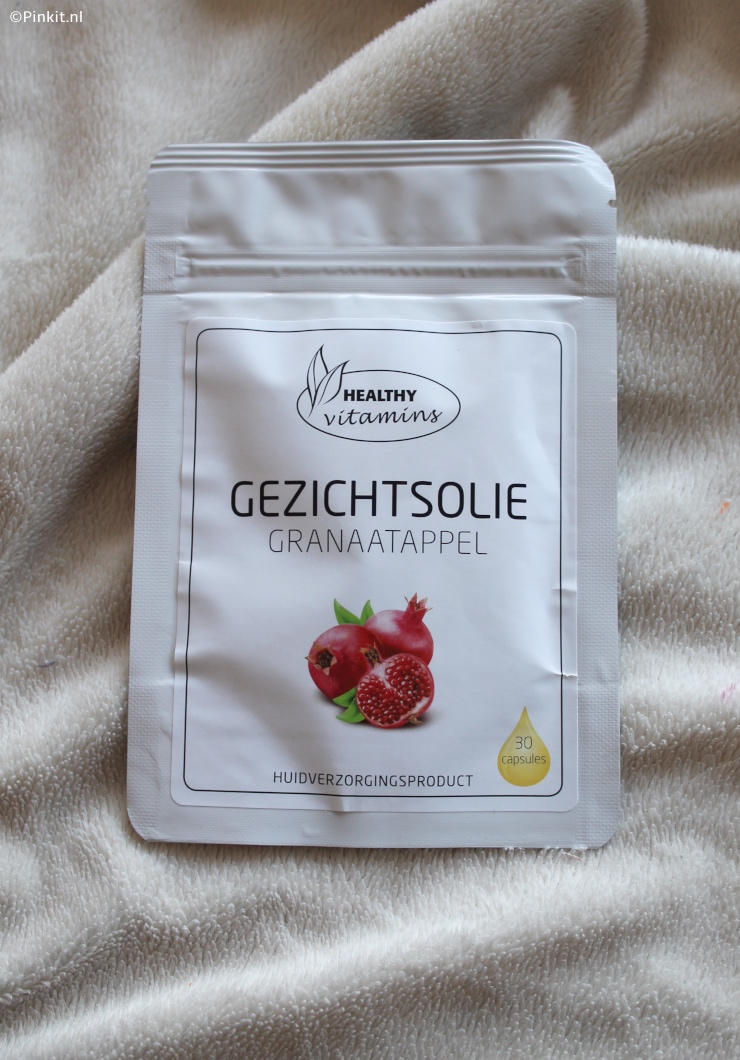 ©Pinkit.nl
HEALTHY
vitamins
GEZICHTSOLIE
GRANAATAPPEL
30
capsules
HUIDVERZORGINGSPRODUCT